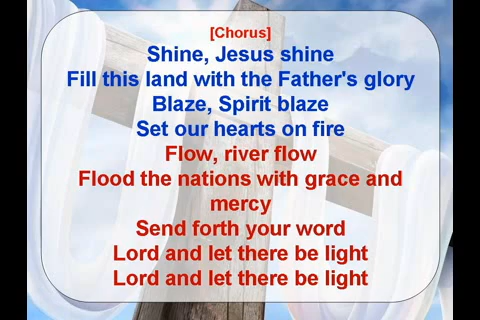 [Chorus]
Shine, Jesus shine
Fill this land with the Father's glory
Blaze, Spirit blaze
Set our hearts on fire
Flow, river flow
Flood the nations with grace and
mercy
Send forth your word
Lord and let there be light
Lord and let there be light